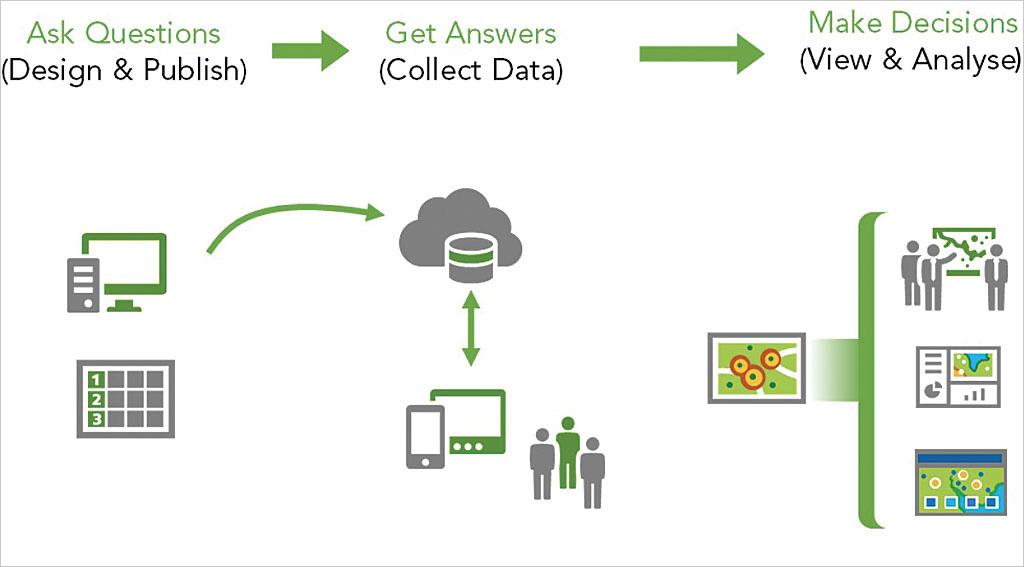 Ask Questions
(Design & Publish)
Get Answers
(Collect Data)
Make Decisions
(View & Analyse)
1
2
3